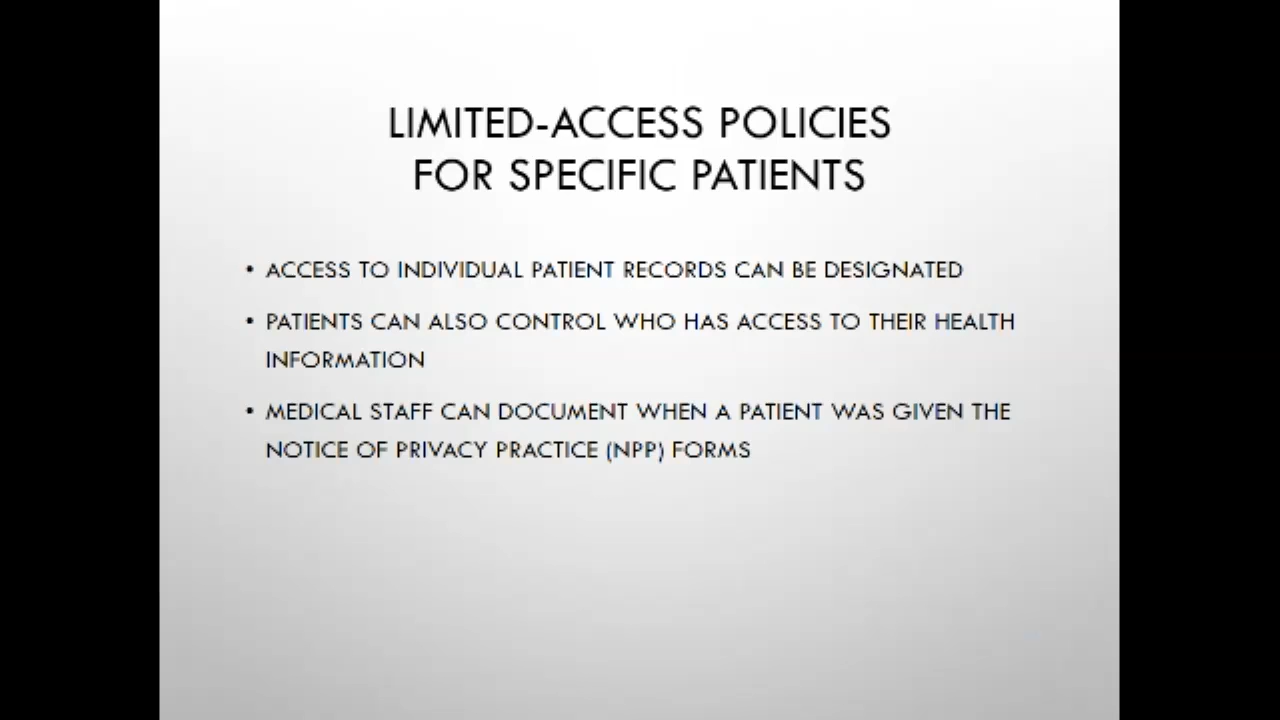 LIMITED-ACCESS POLICIES
FOR SPECIFIC PATIENTS
• ACCESS TO INDIVIDUAL PATIENT RECORDS CAN BE DESIGNATED
• PATIENTS CAN ALSO CONTROL WHO HAS ACCESS TO THEIR HEALTH
INFORMATION
• MEDICAL STAFF CAN DOCUMENT WHEN A PATIENT WAS GIVEN THE
NOTICE OF PRIVACY PRACTICE (NPP) FORMS